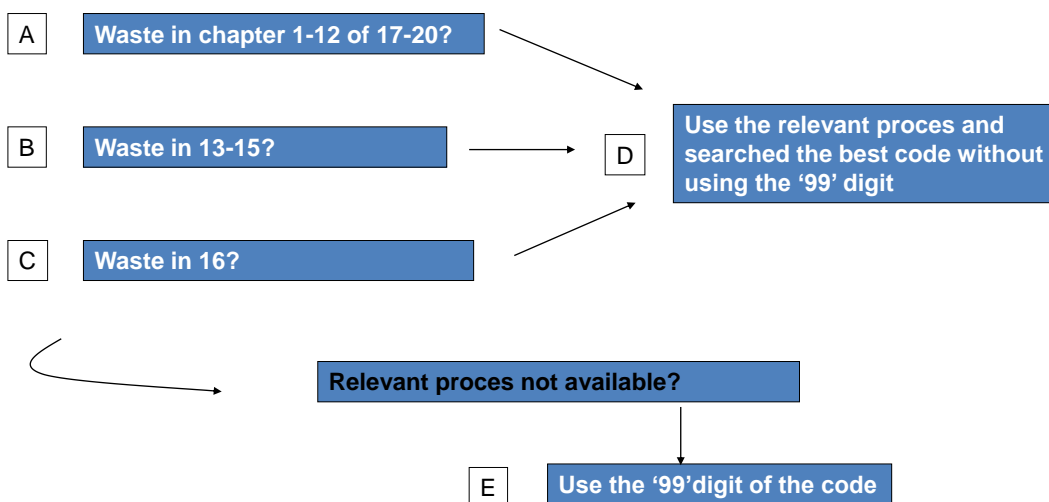 A
Waste in chapter 1-12 of 17-20?
B
Waste in 13-15?
D
Use the relevant proces and
searched the best code without
using the ‘99’ digit
C
Waste in 16?
Relevant proces not available?
E
Use the ‘99’digit of the code